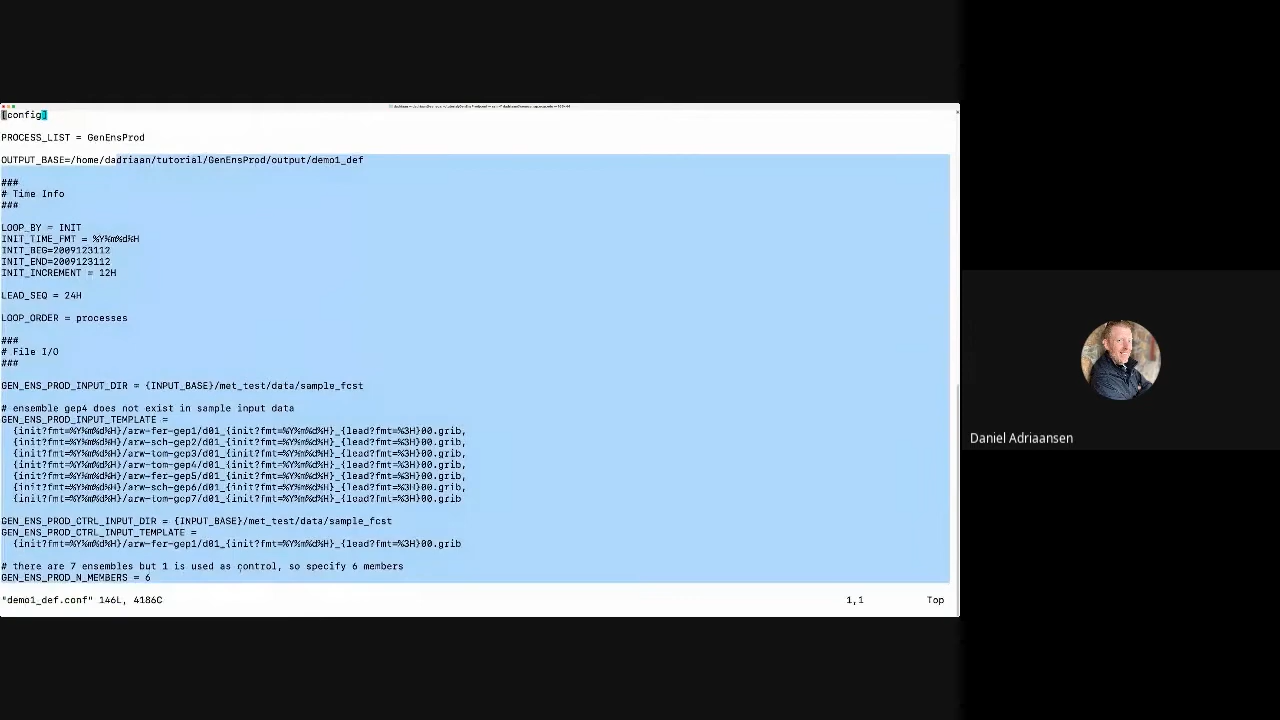 [config]
PROCESS_LIST = GenEnsProd
OUTPUT_BASE=/home/dadriaan/tutorial/GenEnsProd/output/demo1_def
###
# Time Info
###
LOOP_BY = INIT
INIT_TIME_FMT = %Y%m%d%H
INIT_BEG=2009123112
INIT_END=2009123112
INIT_INCREMENT = 12H
LEAD_SEQ = 24H
LOOP_ORDER = processes
###
# File I/O
###
GEN_ENS_PROD_INPUT_DIR = {INPUT_BASE}/met_test/data/sample_fcst
# ensemble gep4 does not exist in sample input data
GEN_ENS_PROD_INPUT_TEMPLATE =
{init?fmt=%Y%m%d%H}/arw-fer-gep1/d01_{init?fmt=%Y%m%d%H}_{lead?fmt=%3H}00.grib,
{init?fmt=%Y%m%d%H}/arw-sch-gep2/d01_{init?fmt=%Y%m%d%H}_{lead?fmt=%3H}00.grib,
{init?fmt=%Y%m%d%H}/arw-tom-gep3/d01_{init?fmt=%Y%m%d%H}_{lead?fmt=%3H}00.grib,
{init?fmt=%Y%m%d%H}/arw-tom-gep4/d01_{init?fmt=%Y%m%d%H}_{lead?fmt=%3H}00.grib,
{init?fmt=%Y%m%d%H}/arw-fer-gep5/d01_{init?fmt=%Y%m%d%H}_{lead?fmt=%3H}00.grib,
{init?fmt=%Y%m%d%H}/arw-sch-gep6/d01_{init?fmt=%Y%m%d%H}_{lead?fmt=%3H}00.grib,
{init?fmt=%Y%m%d%H}/arw-tom-gep7/d01_{init?fmt=%Y%m%d%H}_{lead?fmt=%3H}00.grib
GEN_ENS_PROD_CTRL_INPUT_DIR = {INPUT_BASE}/met_test/data/sample_fcst
GEN_ENS_PROD_CTRL_INPUT_TEMPLATE =
{init?fmt=%Y%m%d%H}/arw-fer-gep1/d01_{init?fmt=%Y%m%d%H}_{lead?fmt=%3H}00.grib
# there are 7 ensembles but 1 is used as control, so specify 6 members
GEN_ENS_PROD_N_MEMBERS = 6
"demo1_def.conf" 146L, 4186C 1,1 Top
Daniel Adriaansen